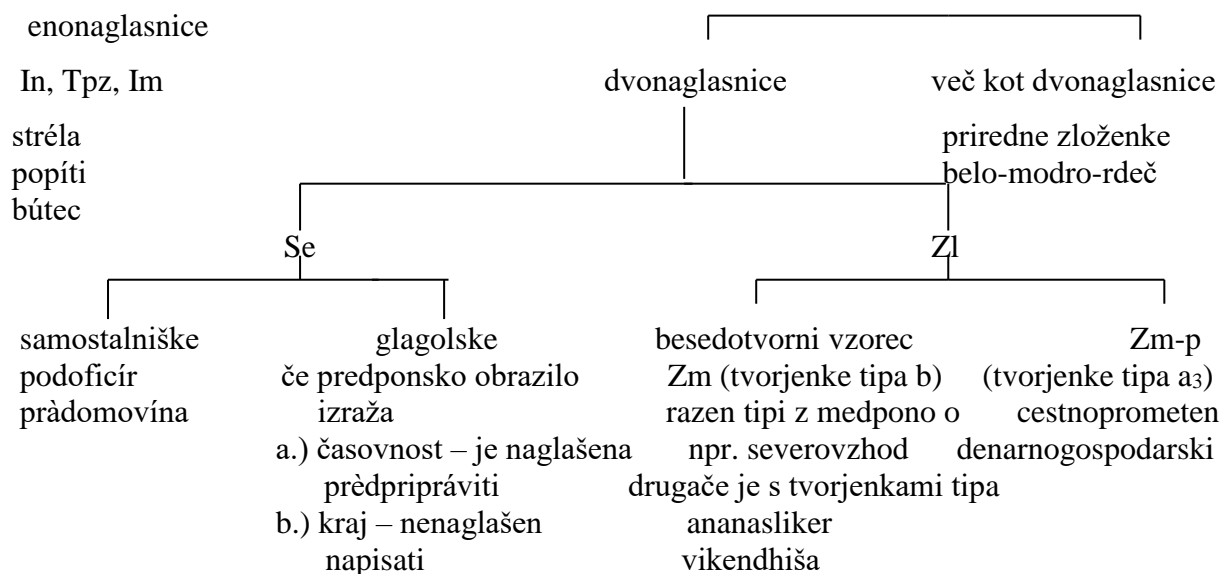 enonaglasnice
In, Tpz, Im
dvonaglasnice
več kot dvonaglasnice
stréla
popíti
bútec
priredne zloženke
belo-modro-rdeč
Se
Zl
samostalniške
podoficír
pràdomovína
glagolske
če predponsko obrazilo
izraža
a.) časovnost – je naglašena
prèdpripráviti
b.) kraj – nenaglašen
napisati
besedotvorni vzorec
Zm (tvorjenke tipa b)
razen tipi z medpono o
npr. severovzhod
drugače je s tvorjenkami tipa
ananasliker
vikendhiša
Zm-p
(tvorjenke tipa a₃)
cestnoprometen
denarnogospodarski